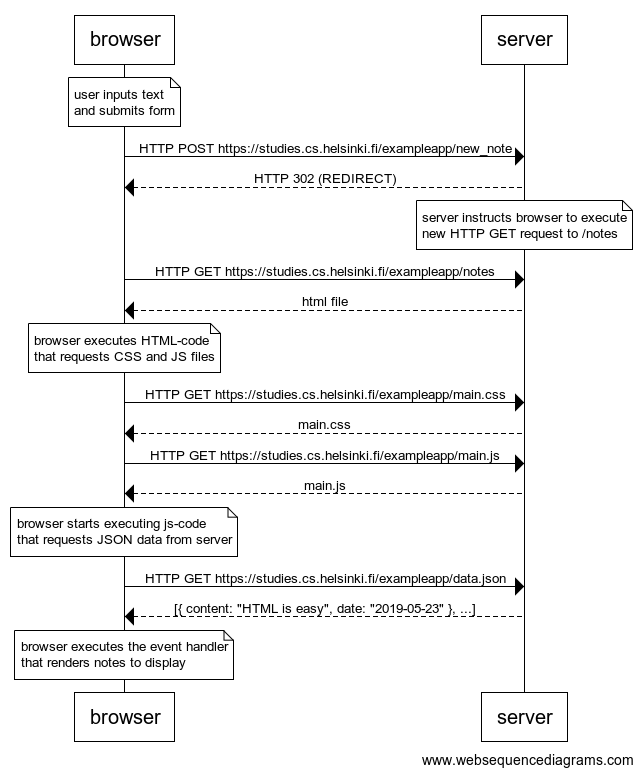 browser
server
user inputs text
and submits form
HTTP POST https://studies.cs.helsinki.fi/exampleapp/new_note
HTTP 302 (REDIRECT)
server instructs browser to execute
new HTTP GET request to /notes
HTTP GET https://studies.cs.helsinki.fi/exampleapp/notes
html file
browser executes HTML-code
that requests CSS and JS files
HTTP GET https://studies.cs.helsinki.fi/exampleapp/main.css
main.css
HTTP GET https://studies.cs.helsinki.fi/exampleapp/main.js
main.js
browser starts executing js-code
that requests JSON data from server
HTTP GET https://studies.cs.helsinki.fi/exampleapp/data.json
[{ content: "HTML is easy", date: "2019-05-23" }, ...]
browser executes the event handler
that renders notes to display
browser
server
www.websequencediagrams.com